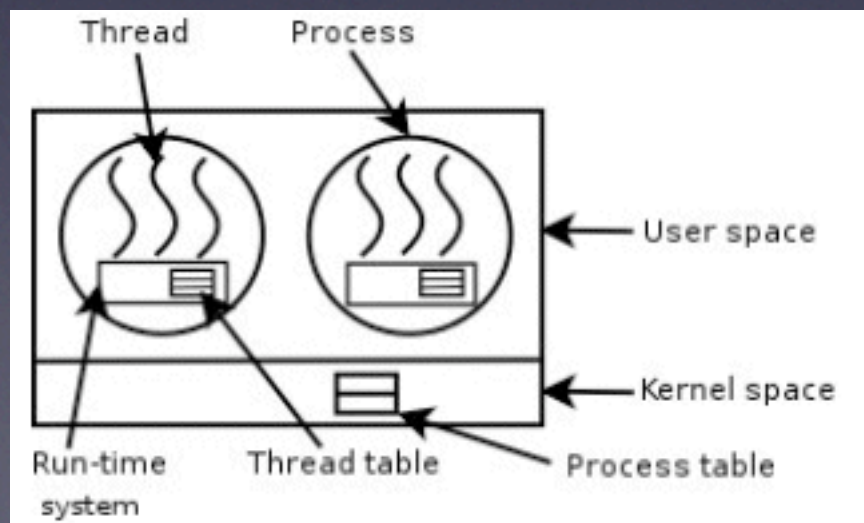 Thread
Process
User space
Kernel space
Run-time
system
Thread table
Process table